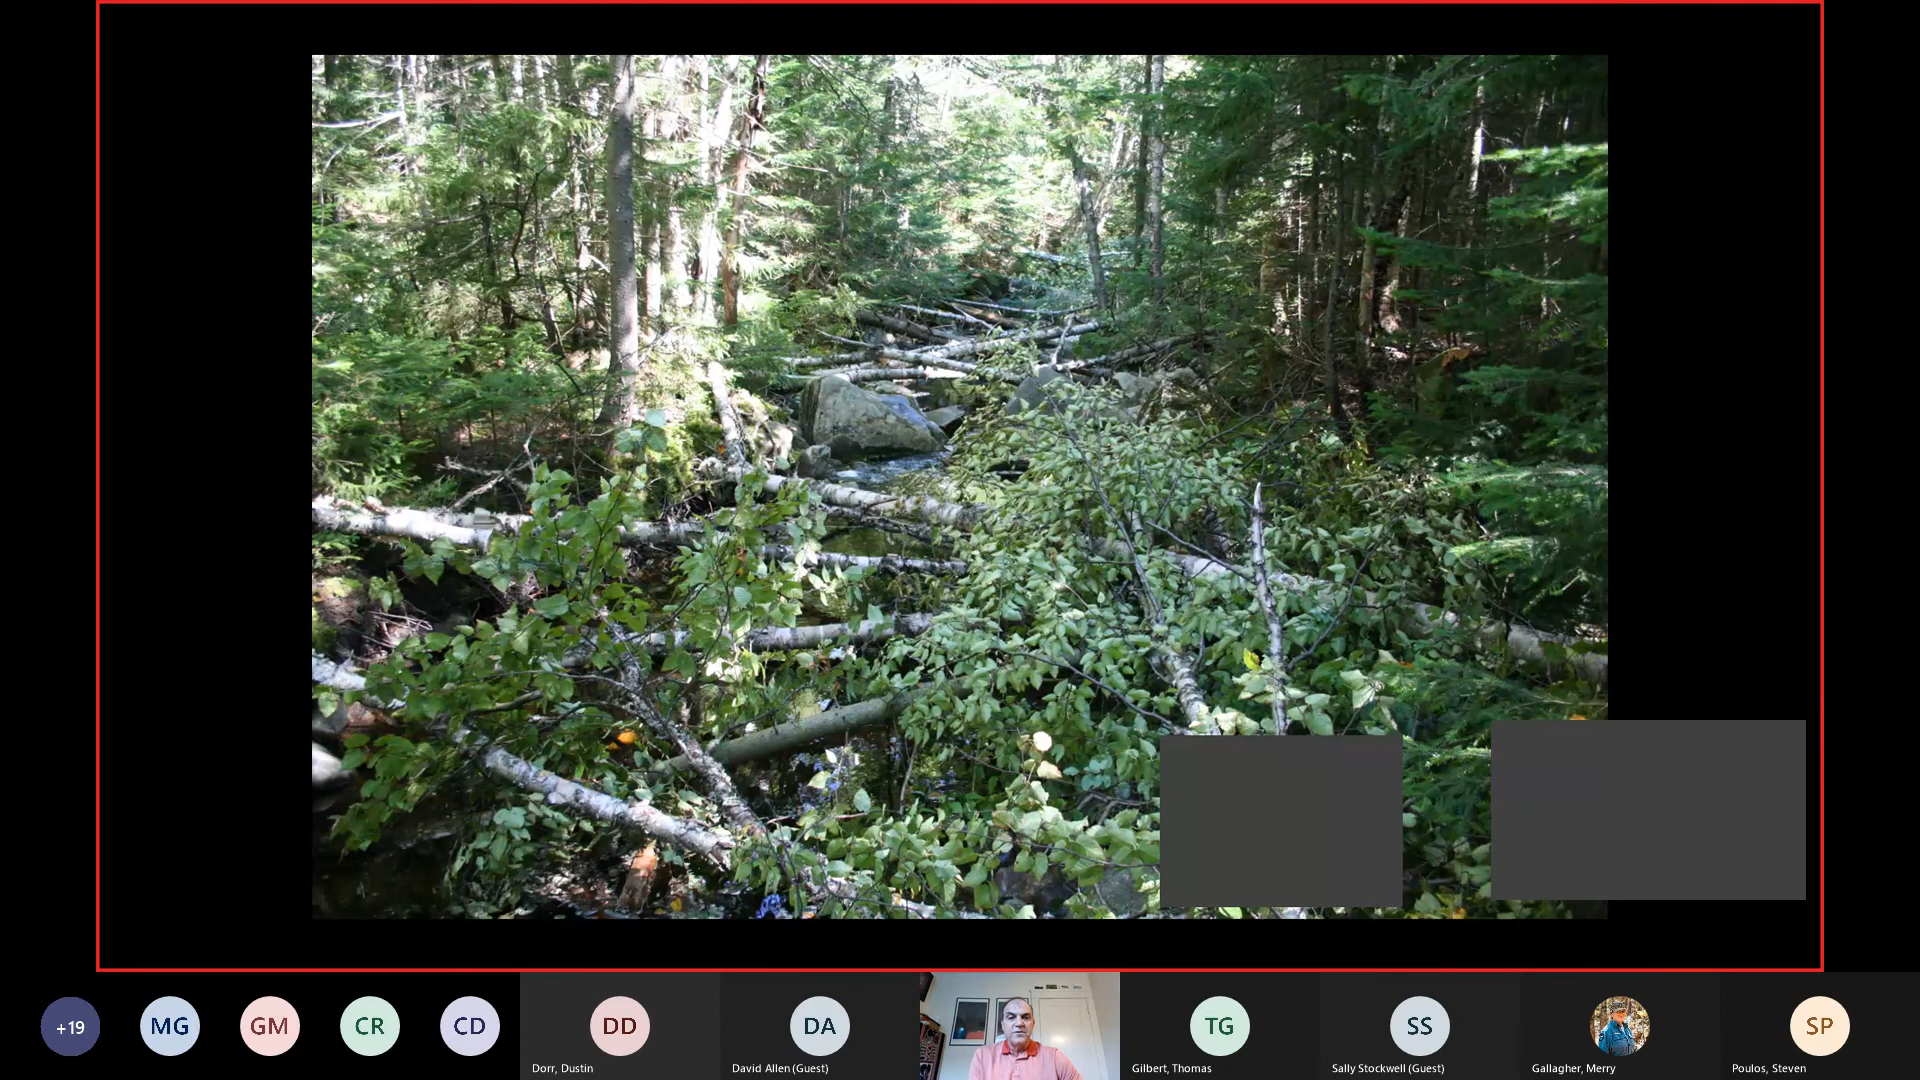 +19
MG
GM
CR
CD
DD
DA
TG
SS
SP
Dorr, Dustin
David Allen (Guest)
Gilbert, Thomas
Sally Stockwell (Guest)
Gallagher, Merry
Poulos, Steven